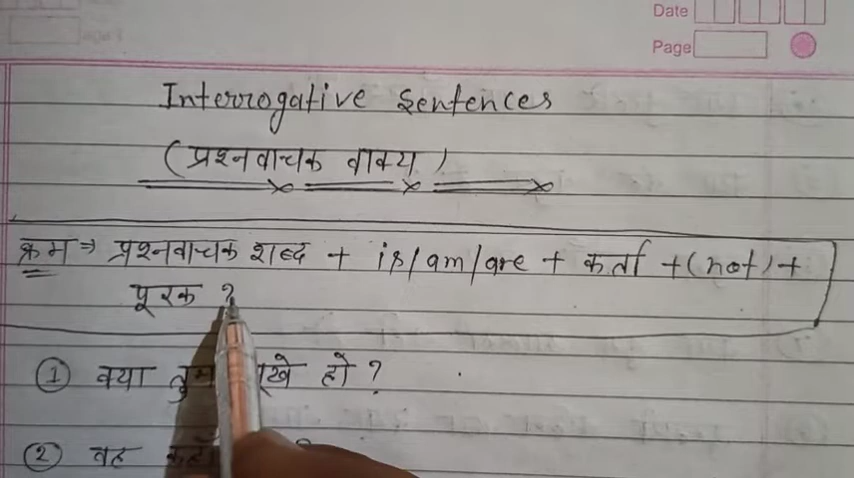 Date
Page
Interrogative Sentences
(प्रश्नवाचक वाक्य)
क्रम ⇒ प्रश्नवाचक शब्द + is/am/are + कर्ता + (not) +
पूरक ?
① क्या तुम हो ?
② वह